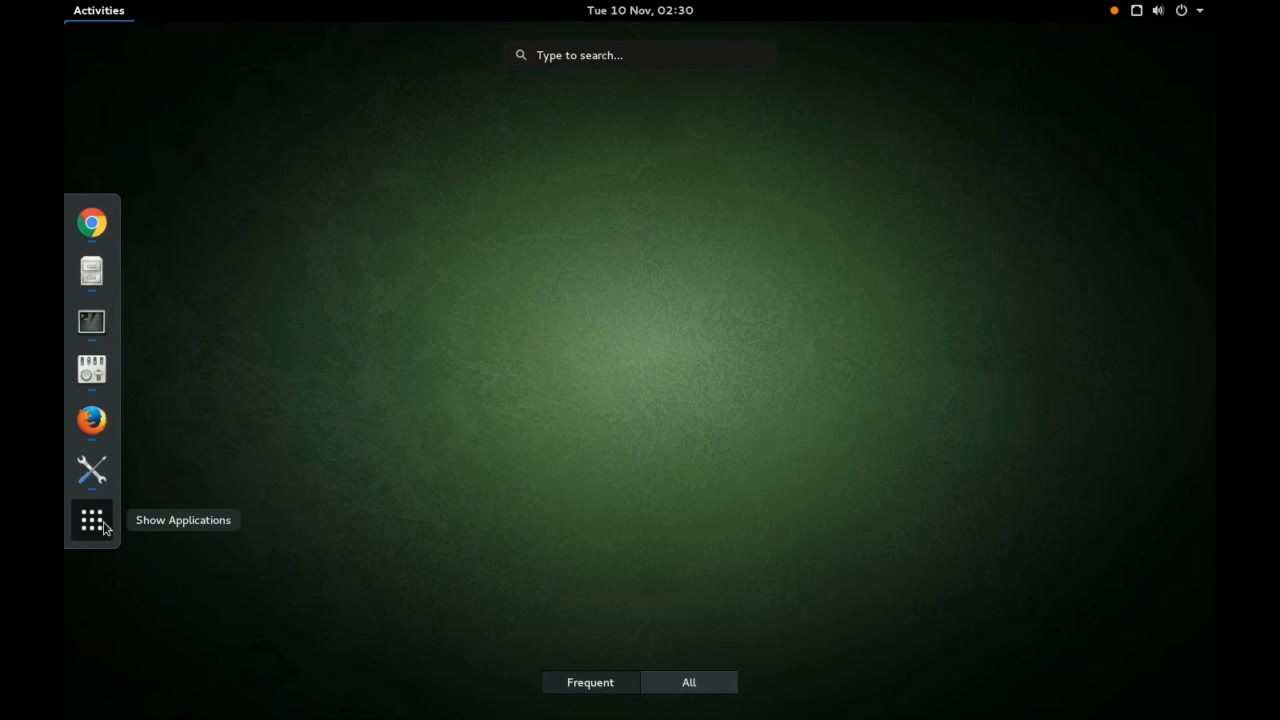 Activities
Tue 10 Nov, 02:30
Type to search...
Show Applications
Frequent
All